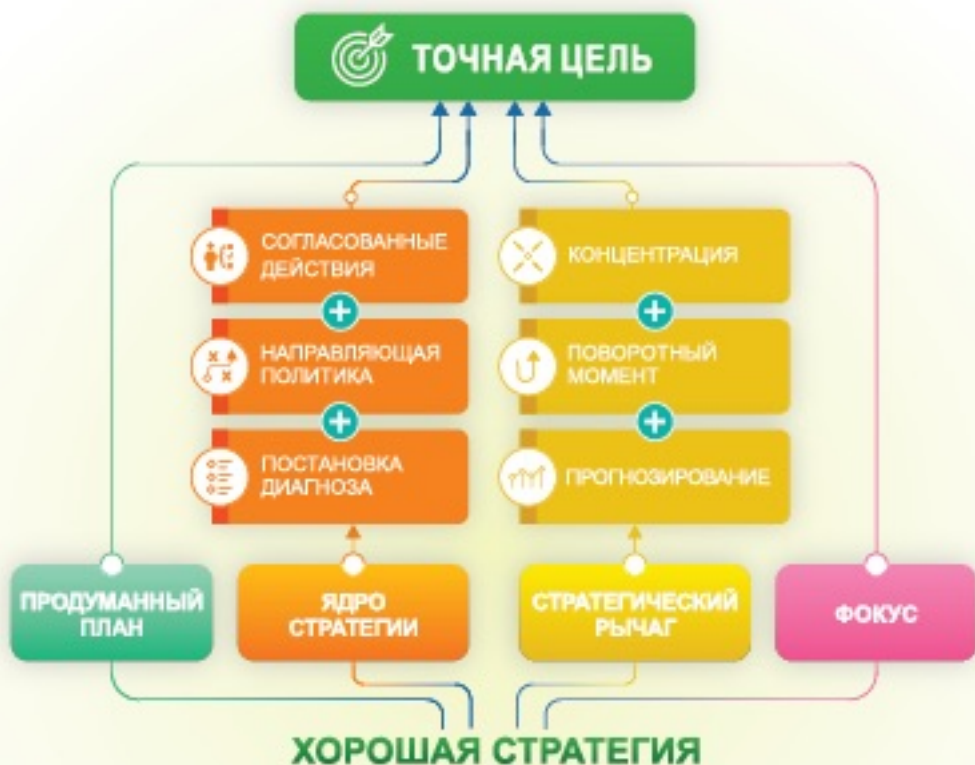 ТОЧНАЯ ЦЕЛЬ
СОГЛАСОВАННЫЕ
ДЕЙСТВИЯ
НАПРАВЛЯЮЩАЯ
ПОЛИТИКА
ПОСТАНОВКА
ДИАГНОЗА
КОНЦЕНТРАЦИЯ
ПОВОРОТНЫЙ
МОМЕНТ
ПРОГНОЗИРОВАНИЕ
ПРОДУМАННЫЙ
ПЛАН
ЯДРО
СТРАТЕГИИ
СТРАТЕГИЧЕСКИЙ
РЫЧАГ
ФОКУС
ХОРОШАЯ СТРАТЕГИЯ